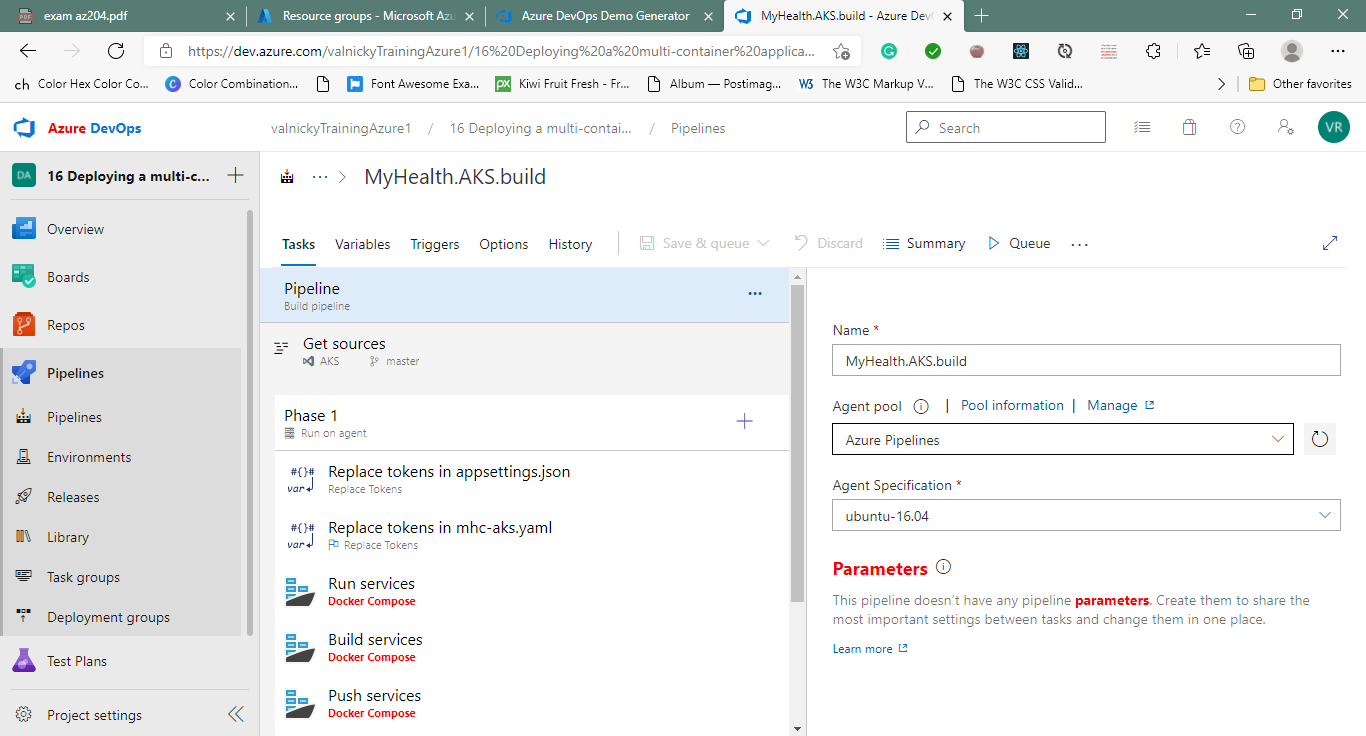 exam az204.pdf
Resource groups - Microsoft Azu
Azure DevOps Demo Generator
MyHealth.AKS.build - Azure DevO
https://dev.azure.com/valnickyTrainingAzure1/16%20Deploying%20a%20multi-container%20applica...
ch Color Hex Color Co...
Color Combination...
Font Awesome Exa...
px Kiwi Fruit Fresh - Fr...
Album — Postimag...
W3 The W3C Markup V...
The W3C CSS Valid...
Other favorites
Azure DevOps
valnickyTrainingAzure1 / 16 Deploying a multi-contai... / Pipelines
Search
VR
DA 16 Deploying a multi-c...
Overview
Boards
Repos
Pipelines
Pipelines
Environments
Releases
Library
Task groups
Deployment groups
Test Plans
Project settings
... > MyHealth.AKS.build
Tasks Variables Triggers Options History
Save & queue Discard Summary Queue ...
Pipeline
Build pipeline
Get sources
AKS master
Phase 1
Run on agent
#{}# var Replace tokens in appsettings.json
Replace Tokens
#{}# var Replace tokens in mhc-aks.yaml
Replace Tokens
Run services
Docker Compose
Build services
Docker Compose
Push services
Docker Compose
Name *
MyHealth.AKS.build
Agent pool | Pool information | Manage
Azure Pipelines
Agent Specification *
ubuntu-16.04
Parameters
This pipeline doesn't have any pipeline parameters. Create them to share the
most important settings between tasks and change them in one place.
Learn more